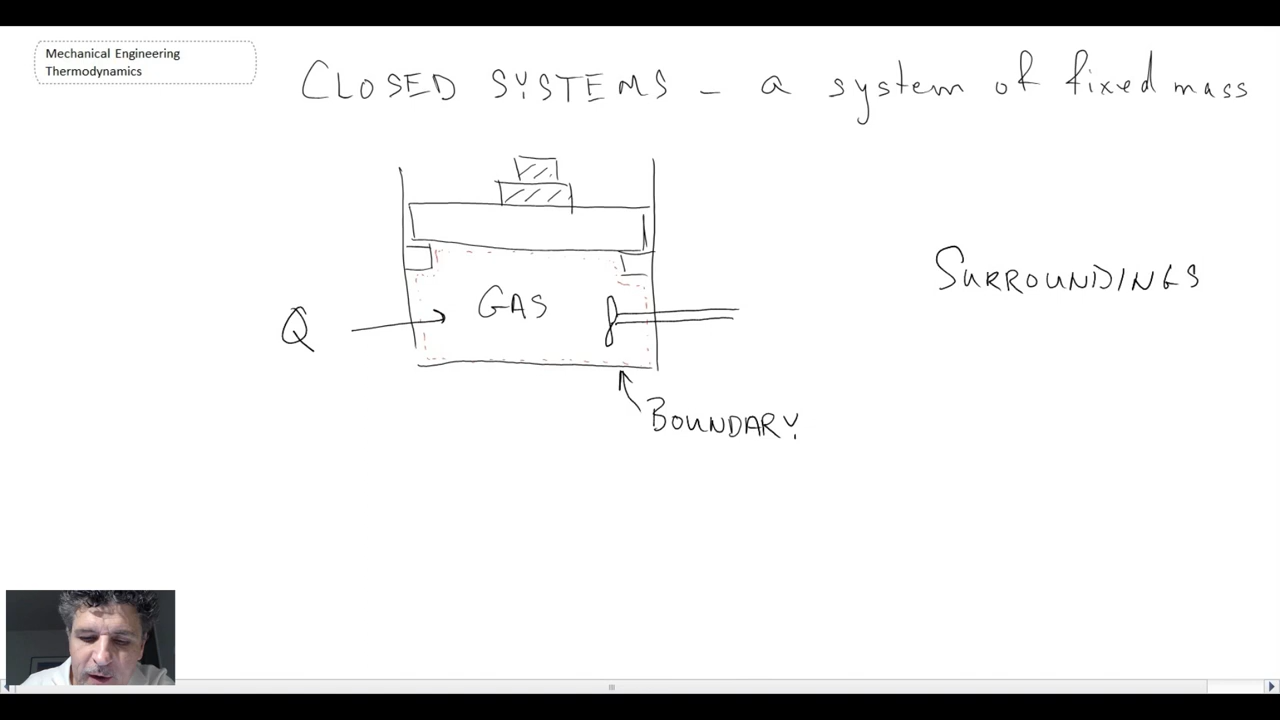 Mechanical Engineering
Thermodynamics
CLOSED SYSTEMS - a system of fixed mass
SURROUNDINGS
GAS
Q
BOUNDARY